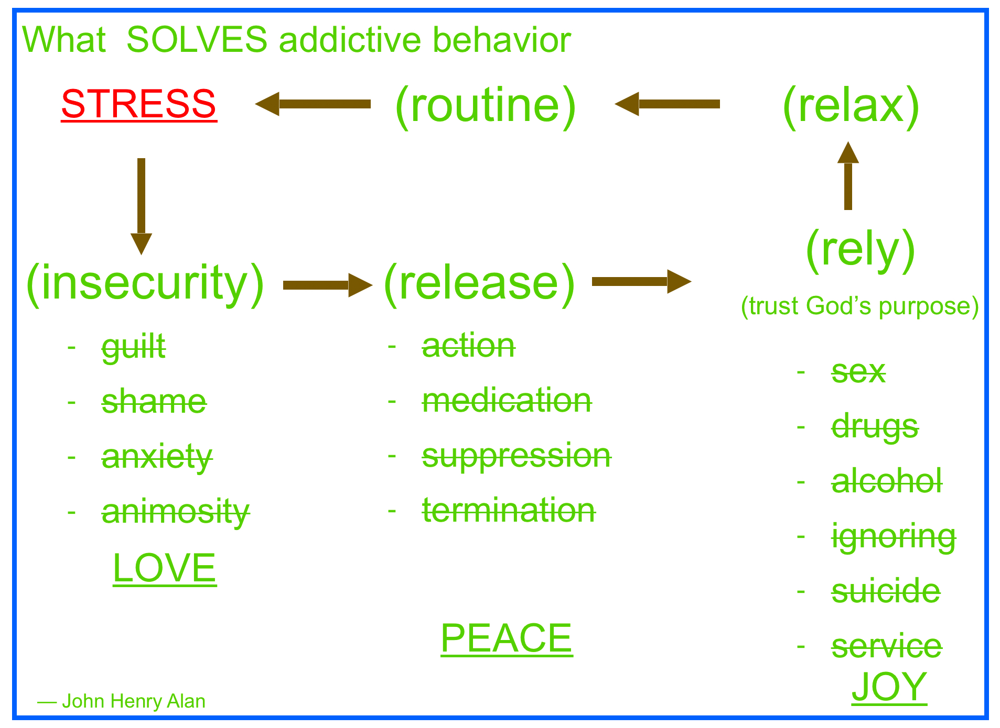 What  SOLVES addictive behavior
STRESS
(routine)
(relax)
(insecurity)
(release)
(rely)
(trust God’s purpose)
- guilt
- shame
- anxiety
- animosity
LOVE
- action
- medication
- suppression
- termination
PEACE
- sex
- drugs
- alcohol
- ignoring
- suicide
- service
JOY
— John Henry Alan